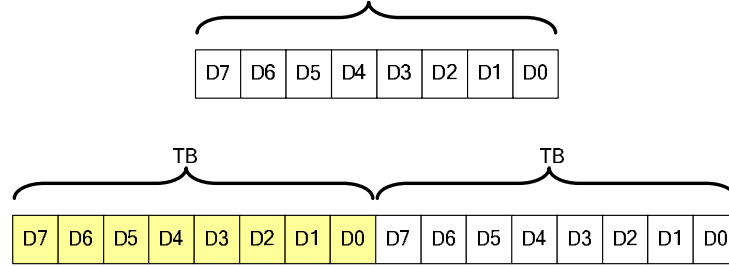 D7 D6 D5 D4 D3 D2 D1 D0
TB TB
D7 D6 D5 D4 D3 D2 D1 D0 D7 D6 D5 D4 D3 D2 D1 D0